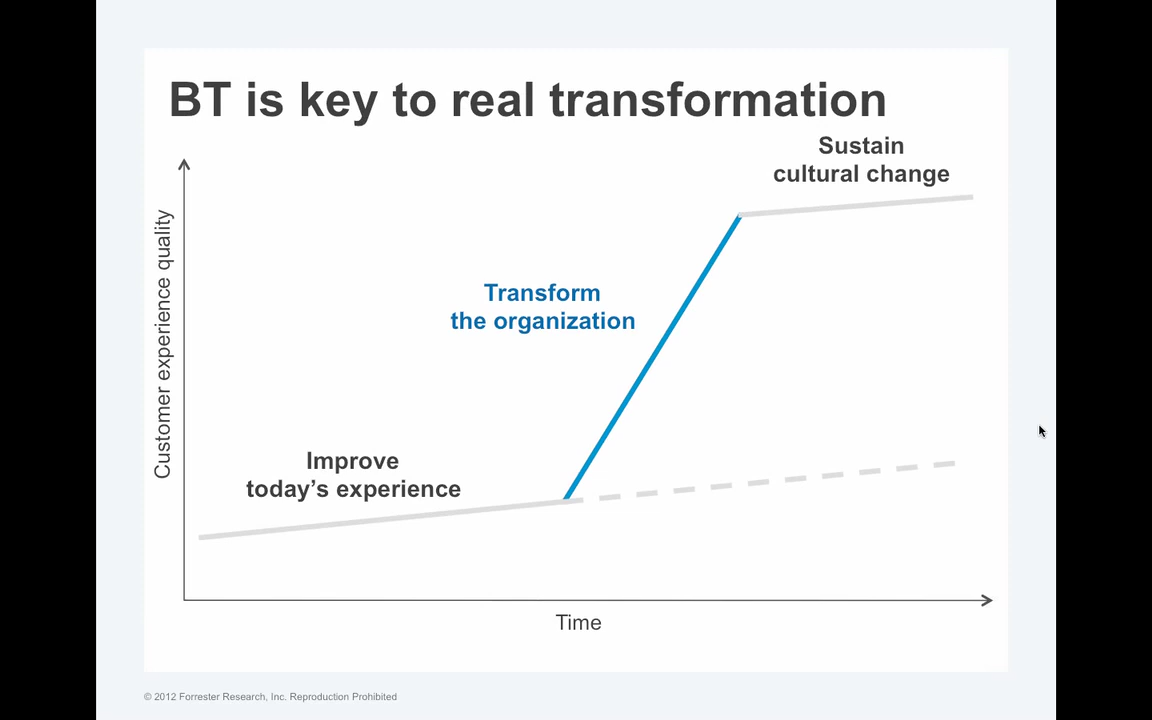 BT is key to real transformation
Sustain
cultural change
Customer experience quality
Transform
the organization
Improve
today’s experience
Time
© 2012 Forrester Research, Inc. Reproduction Prohibited